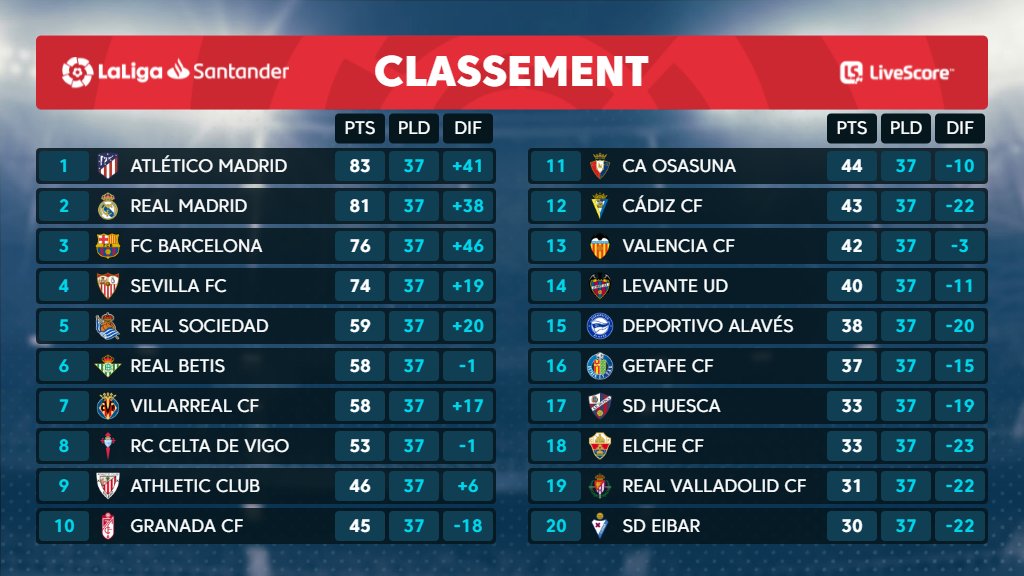 LaLiga Santander CLASSEMENT LS LiveScore™
PTS PLD DIF
1 ATLÉTICO MADRID 83 37 +41
2 REAL MADRID 81 37 +38
3 FC BARCELONA 76 37 +46
4 SEVILLA FC 74 37 +19
5 REAL SOCIEDAD 59 37 +20
6 REAL BETIS 58 37 -1
7 VILLARREAL CF 58 37 +17
8 RC CELTA DE VIGO 53 37 -1
9 ATHLETIC CLUB 46 37 +6
10 GRANADA CF 45 37 -18
PTS PLD DIF
11 CA OSASUNA 44 37 -10
12 CÁDIZ CF 43 37 -22
13 VALENCIA CF 42 37 -3
14 LEVANTE UD 40 37 -11
15 DEPORTIVO ALAVÉS 38 37 -20
16 GETAFE CF 37 37 -15
17 SD HUESCA 33 37 -19
18 ELCHE CF 33 37 -23
19 REAL VALLADOLID CF 31 37 -22
20 SD EIBAR 30 37 -22